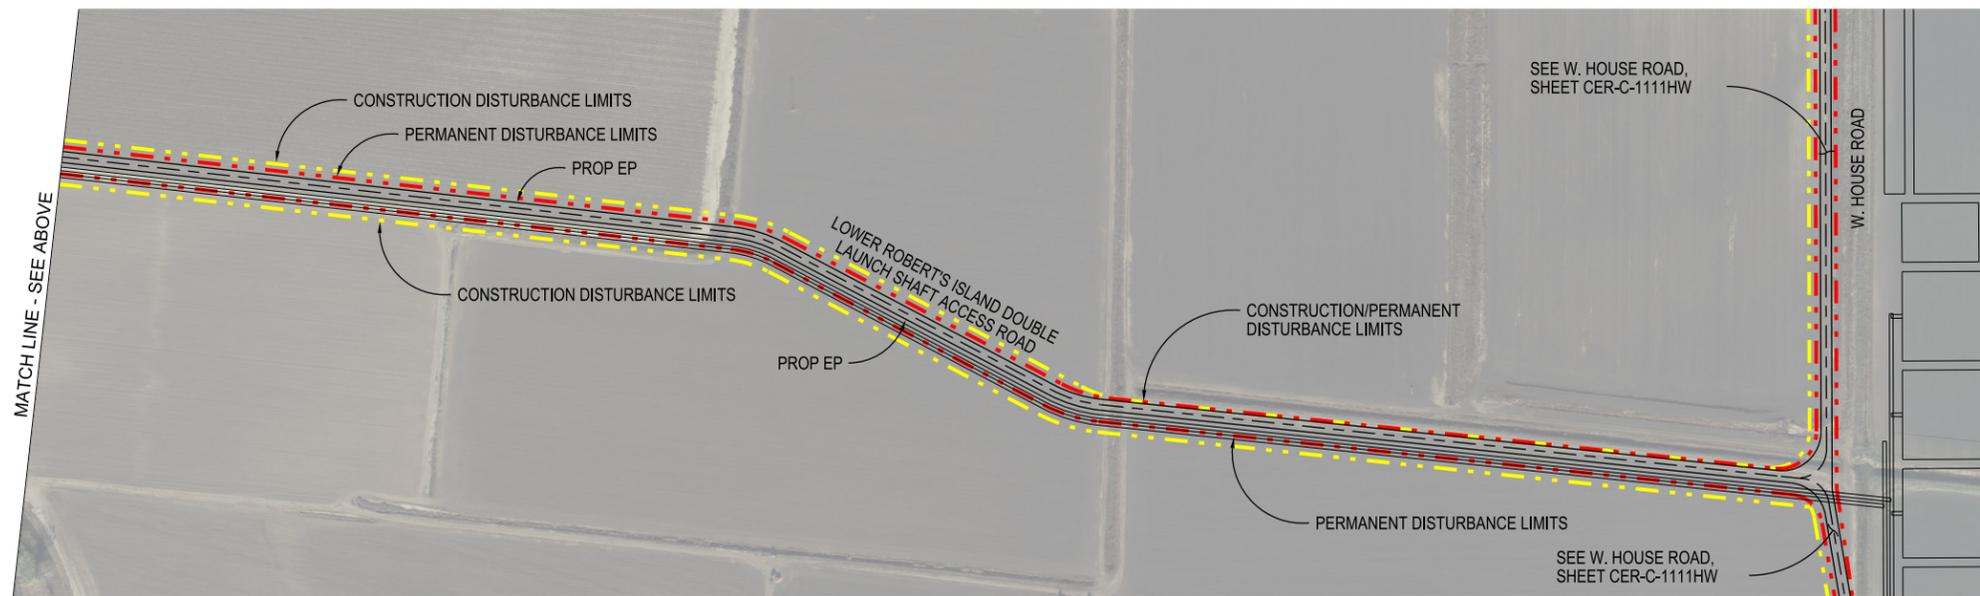 CONSTRUCTION DISTURBANCE LIMITS
PERMANENT DISTURBANCE LIMITS
PROP EP
MATCH LINE - SEE ABOVE
CONSTRUCTION DISTURBANCE LIMITS
LOWER ROBERT'S ISLAND DOUBLE
LAUNCH SHAFT ACCESS ROAD
PROP EP
CONSTRUCTION/PERMANENT
DISTURBANCE LIMITS
SEE W. HOUSE ROAD,
SHEET CER-C-1111HW
W. HOUSE ROAD
PERMANENT DISTURBANCE LIMITS
SEE W. HOUSE ROAD,
SHEET CER-C-1111HW